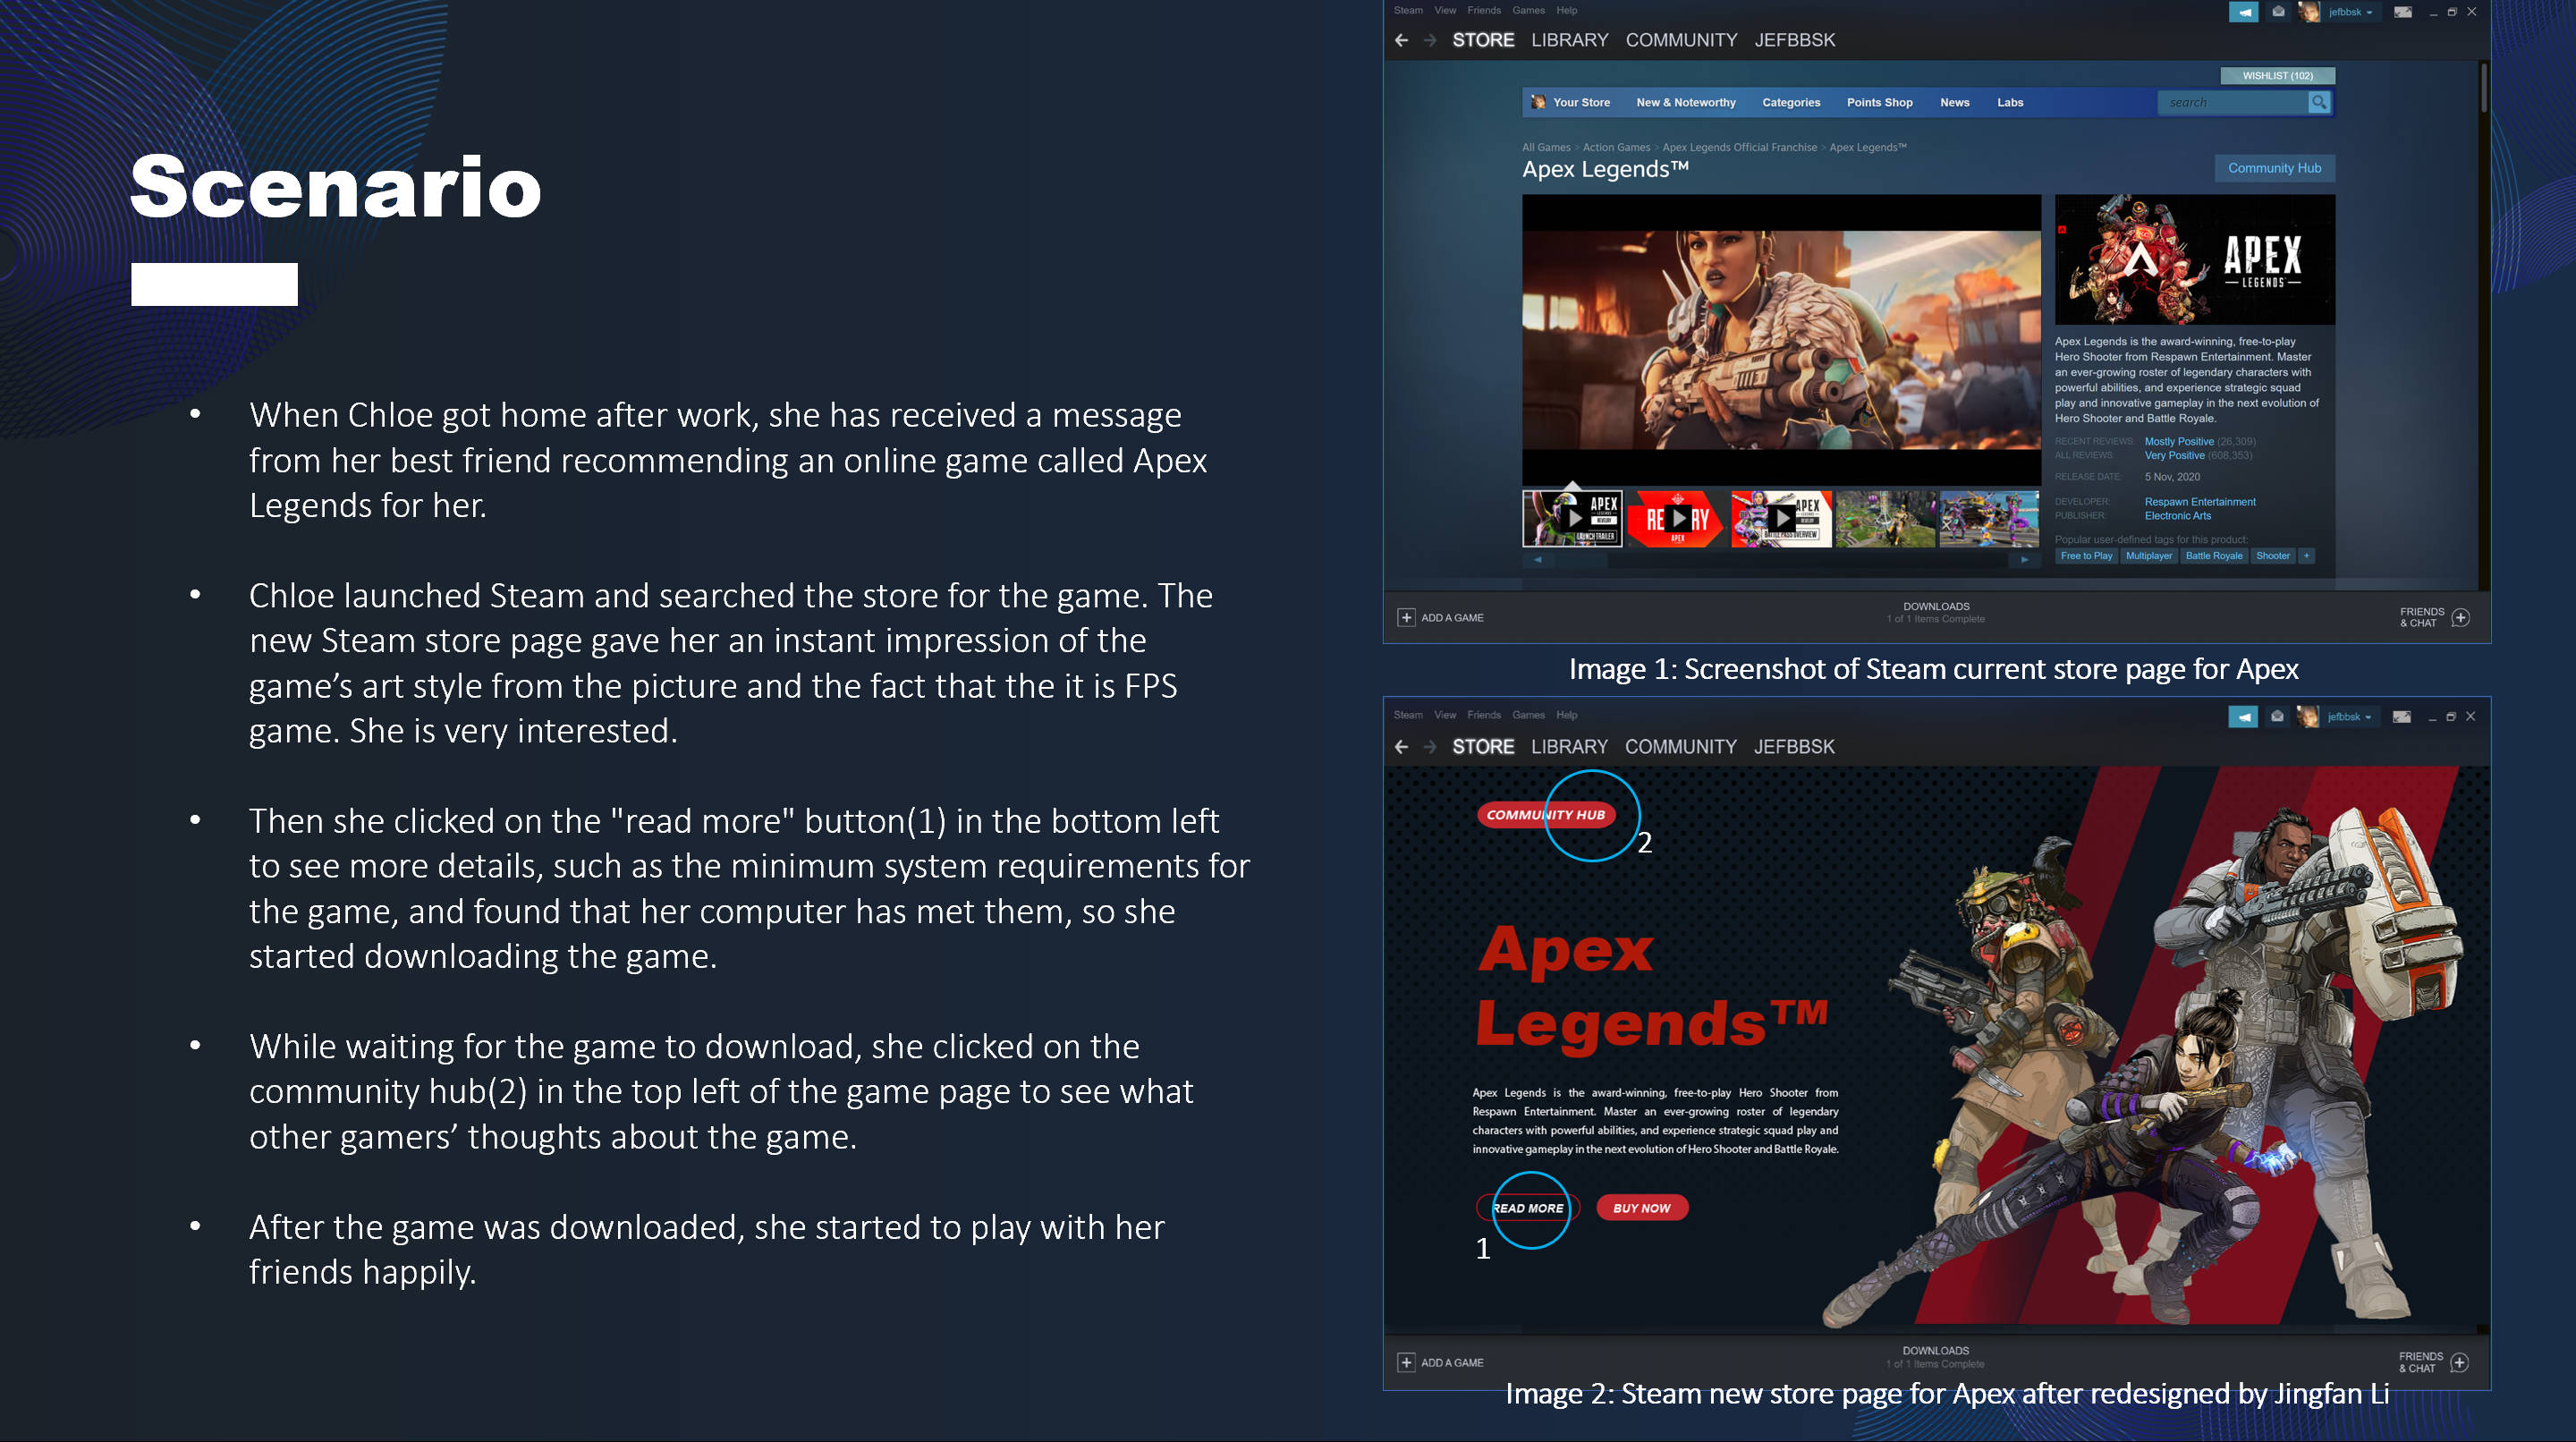 Scenario
• When Chloe got home after work, she has received a message
from her best friend recommending an online game called Apex
Legends for her.
• Chloe launched Steam and searched the store for the game. The
new Steam store page gave her an instant impression of the
game’s art style from the picture and the fact that the it is FPS
game. She is very interested.
• Then she clicked on the "read more" button(1) in the bottom left
to see more details, such as the minimum system requirements for
the game, and found that her computer has met them, so she
started downloading the game.
• While waiting for the game to download, she clicked on the
community hub(2) in the top left of the game page to see what
other gamers’ thoughts about the game.
• After the game was downloaded, she started to play with her
friends happily.
Steam View Friends Games Help
jefbbsk
STORE LIBRARY COMMUNITY JEFBBSK
WISHLIST (102)
Your Store New & Noteworthy Categories Points Shop News Labs
search
All Games > Action Games > Apex Legends Official Franchise > Apex Legends™
Apex Legends™
Community Hub
APEX
LEGENDS
Apex Legends is the award-winning, free-to-play
Hero Shooter from Respawn Entertainment. Master
an ever-growing roster of legendary characters with
powerful abilities, and experience strategic squad
play and innovative gameplay in the next evolution of
Hero Shooter and Battle Royale.
RECENT REVIEWS: Mostly Positive (26,309)
ALL REVIEWS: Very Positive (608,353)
RELEASE DATE: 5 Nov, 2020
DEVELOPER: Respawn Entertainment
PUBLISHER: Electronic Arts
Popular user-defined tags for this product:
Free to Play Multiplayer Battle Royale Shooter +
APEX
LAUNCH TRAILER
APEX
APEX
ADD A GAME
DOWNLOADS
1 of 1 Items Complete
FRIENDS
& CHAT
Image 1: Screenshot of Steam current store page for Apex
Steam View Friends Games Help
jefbbsk
STORE LIBRARY COMMUNITY JEFBBSK
COMMUNITY HUB
2
Apex
Legends™
Apex Legends is the award-winning, free-to-play Hero Shooter from
Respawn Entertainment. Master an ever-growing roster of legendary
characters with powerful abilities, and experience strategic squad play and
innovative gameplay in the next evolution of Hero Shooter and Battle Royale.
READ MORE BUY NOW
1
ADD A GAME
DOWNLOADS
1 of 1 Items Complete
FRIENDS
& CHAT
Image 2: Steam new store page for Apex after redesigned by Jingfan Li